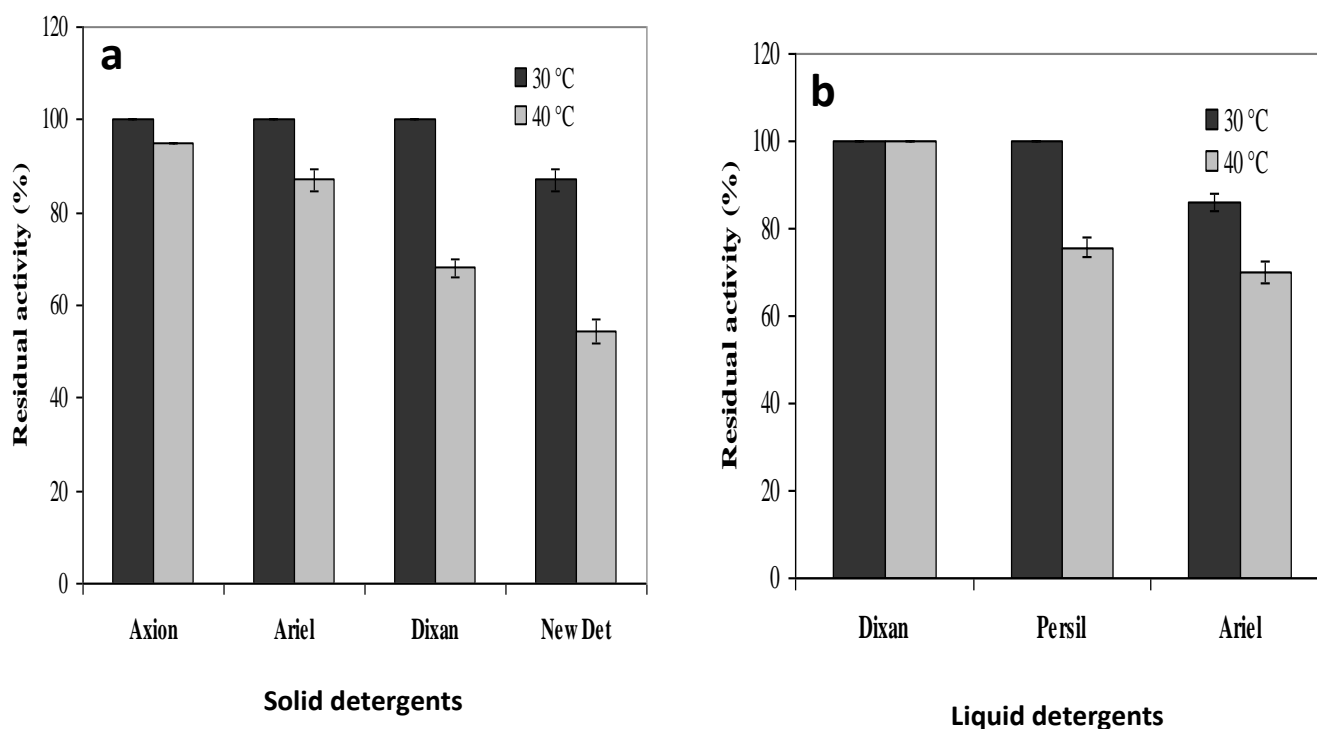 a
120
100
80
60
40
20
0
Residual activity (%)
30 °C
40 °C
Axion Ariel Dixan New Det
Solid detergents
b
120
100
80
60
40
20
0
Residual activity (%)
30 °C
40 °C
Dixan Persil Ariel
Liquid detergents